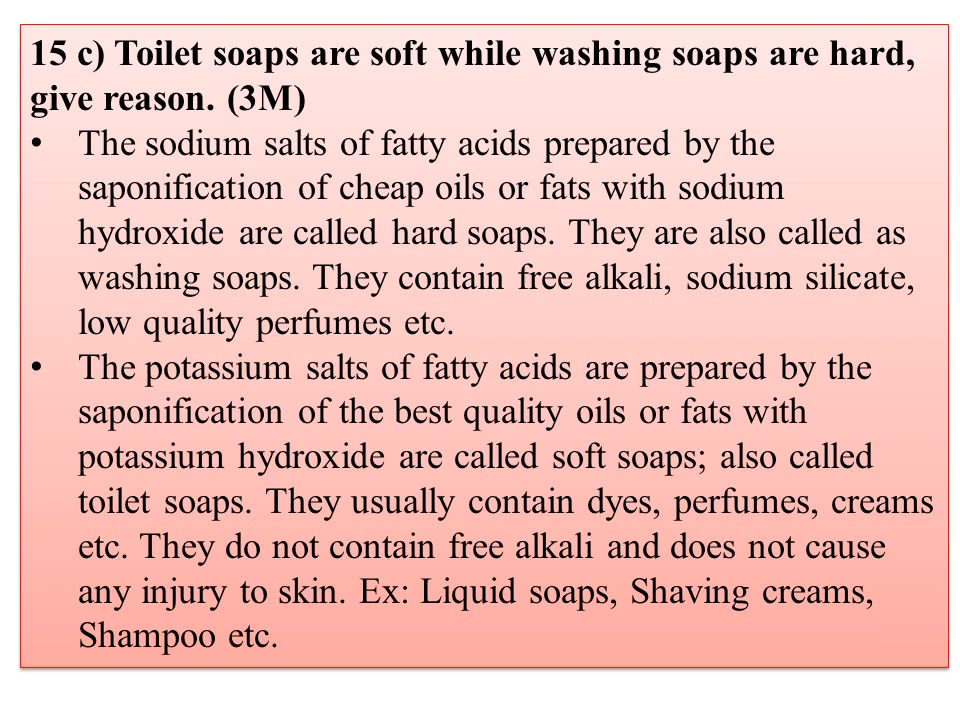 15 c) Toilet soaps are soft while washing soaps are hard,
give reason. (3M)
• The sodium salts of fatty acids prepared by the
saponification of cheap oils or fats with sodium
hydroxide are called hard soaps. They are also called as
washing soaps. They contain free alkali, sodium silicate,
low quality perfumes etc.
• The potassium salts of fatty acids are prepared by the
saponification of the best quality oils or fats with
potassium hydroxide are called soft soaps; also called
toilet soaps. They usually contain dyes, perfumes, creams
etc. They do not contain free alkali and does not cause
any injury to skin. Ex: Liquid soaps, Shaving creams,
Shampoo etc.